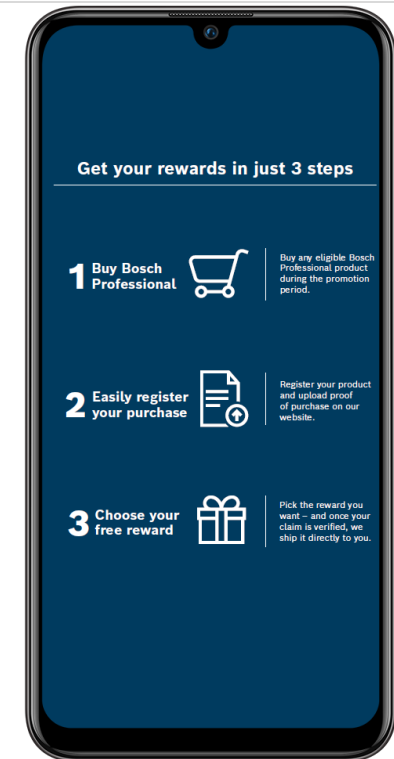 Get your rewards in just 3 steps
1 Buy Bosch
Professional
Buy any eligible Bosch
Professional product
during the promotion
period.
2 Easily register
your purchase
Register your product
and upload proof
of purchase on our
website.
3 Choose your
free reward
Pick the reward you
want – and once your
claim is verified, we
ship it directly to you.